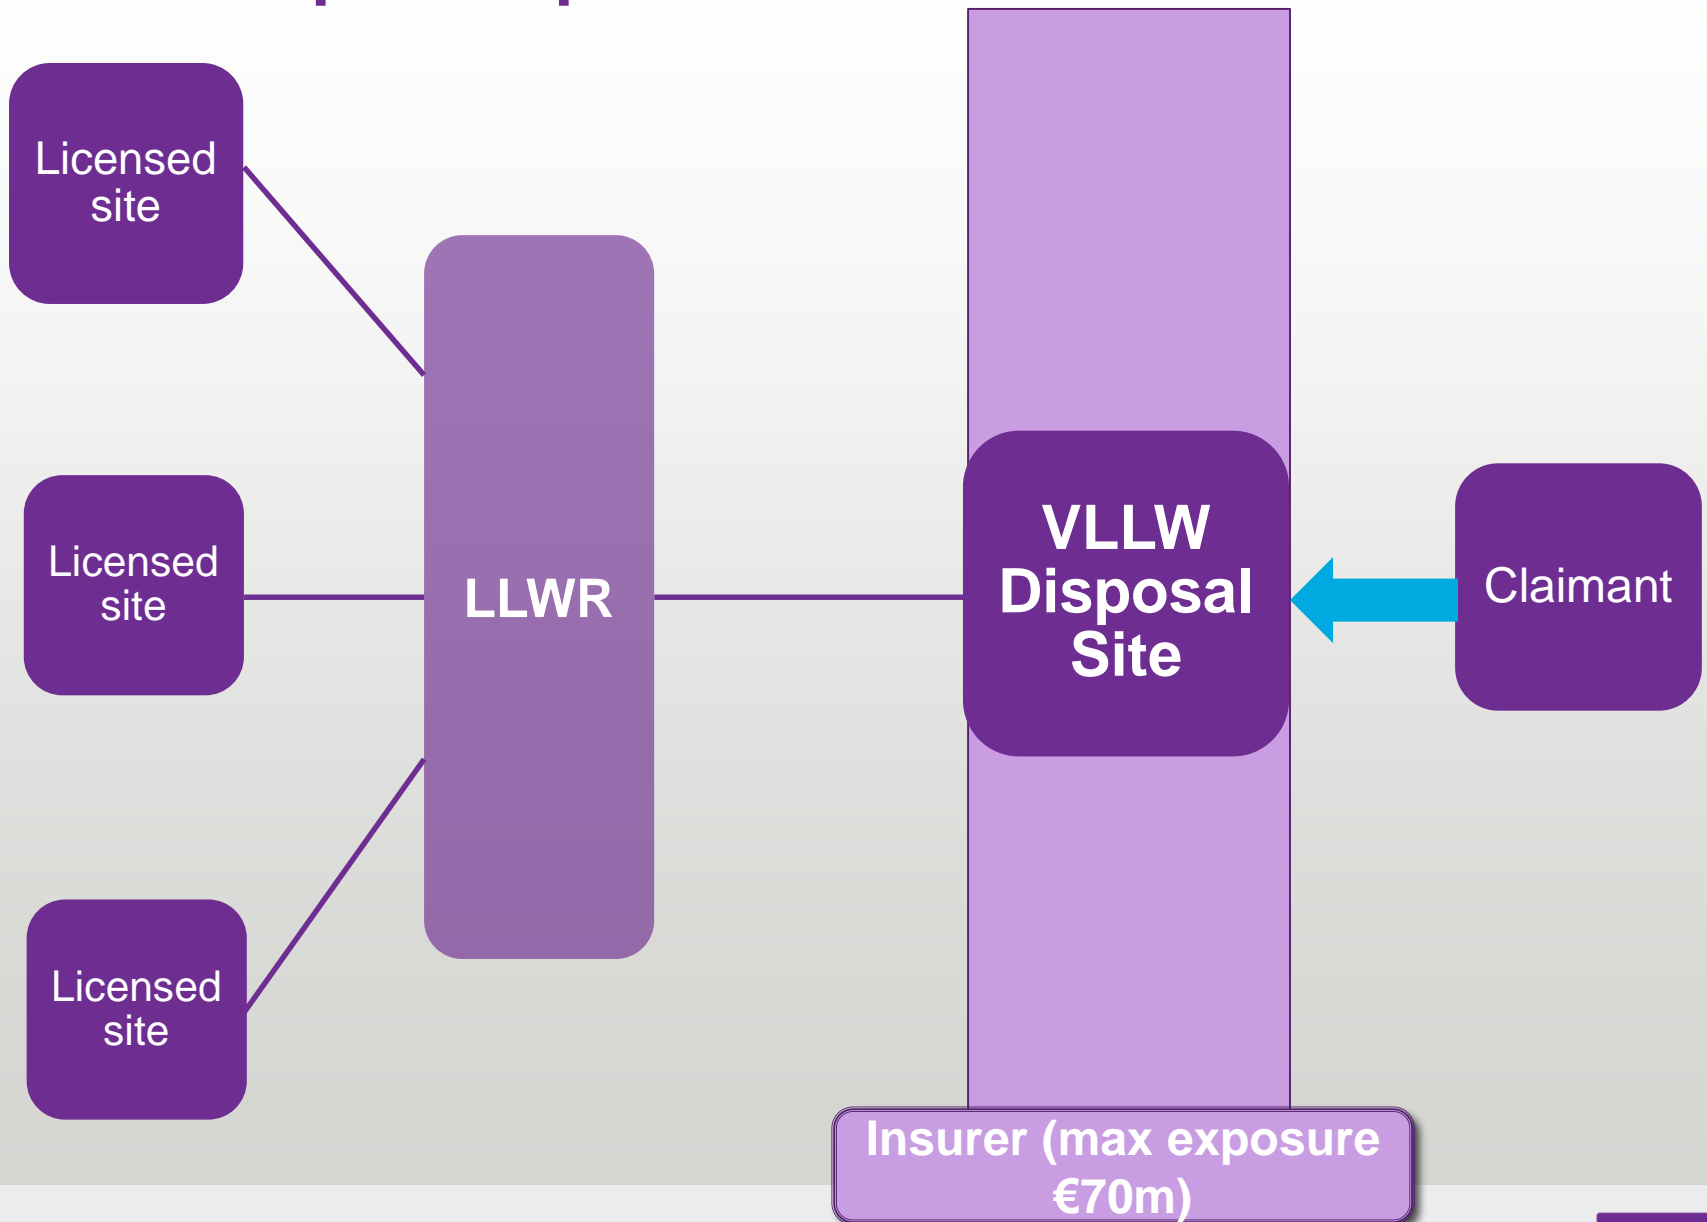 Licensed
site
Licensed
site
Licensed
site
LLWR
VLLW
Disposal
Site
Claimant
Insurer (max exposure
€70m)